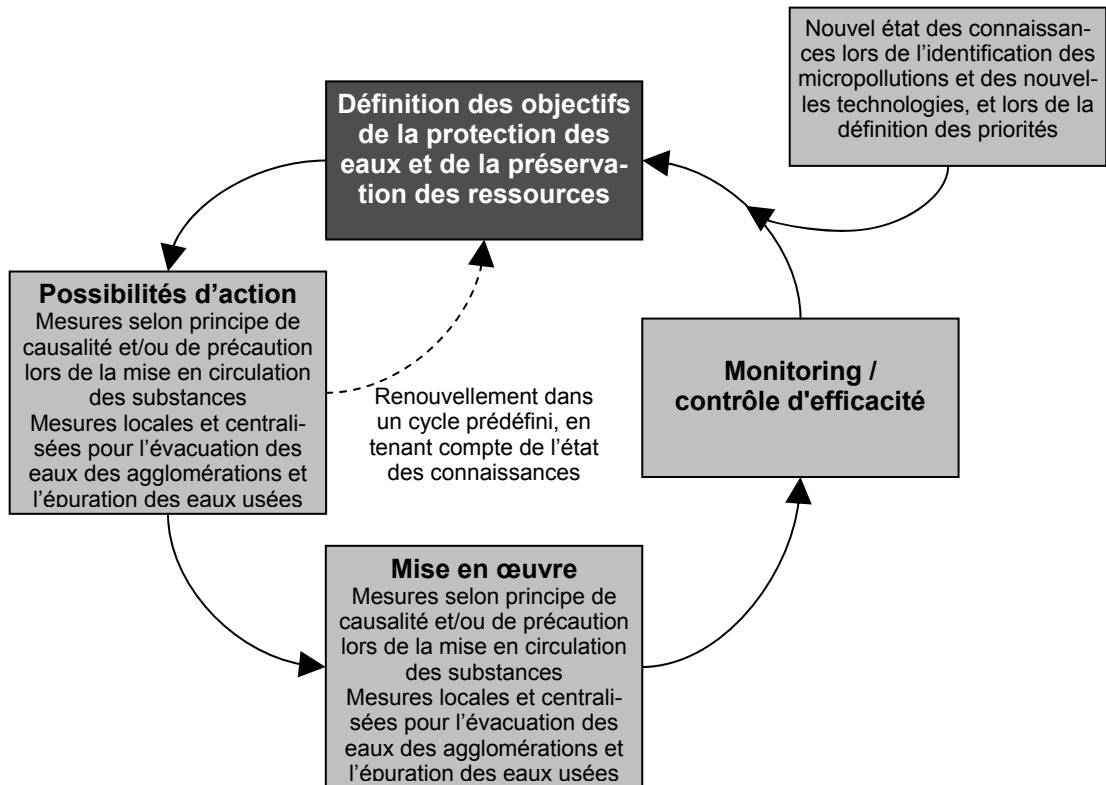 Nouvel état des connaissan-
ces lors de l'identification des
micropollutions et des nouvel-
les technologies, et lors de la
définition des priorités
Définition des objectifs
de la protection des
eaux et de la préserva-
tion des ressources
Possibilités d'action
Mesures selon principe de
causalité et/ou de précaution
lors de la mise en circulation
des substances
Mesures locales et centrali-
sées pour l'évacuation des
eaux des agglomérations et
l'épuration des eaux usées
Renouvellement dans
un cycle prédéfini, en
tenant compte de l'état
des connaissances
Monitoring /
contrôle d'efficacité
Mise en œuvre
Mesures selon principe de
causalité et/ou de précaution
lors de la mise en circulation
des substances
Mesures locales et centrali-
sées pour l'évacuation des
eaux des agglomérations et
l'épuration des eaux usées